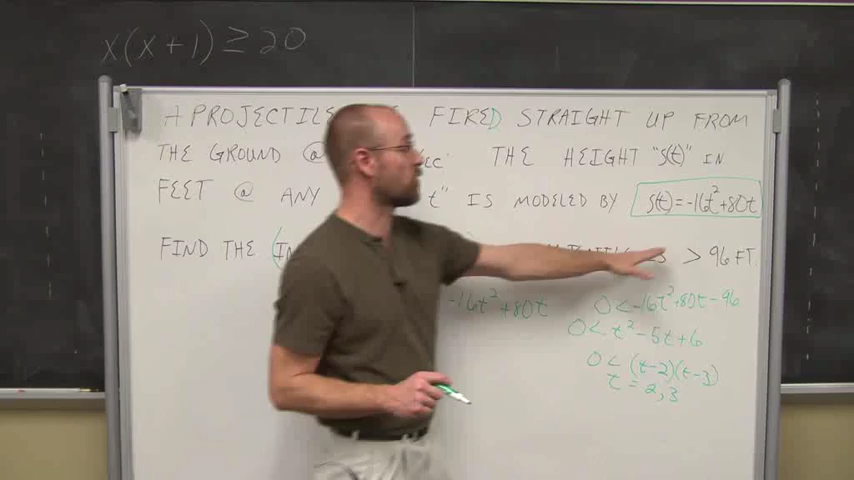 x(x+1) ≥ 20
A PROJECTILE FIRED STRAIGHT UP FROM
THE GROUND @ THE HEIGHT "s(t)" IN
FEET @ ANY t" IS MODELED BY s(t)=-16t²+80t
FIND THE > 96 FT.
-16t²+80t 0<-16t²+80t-96
0< t²-5t+6
0< (t-2)(t-3)
t = 2,3